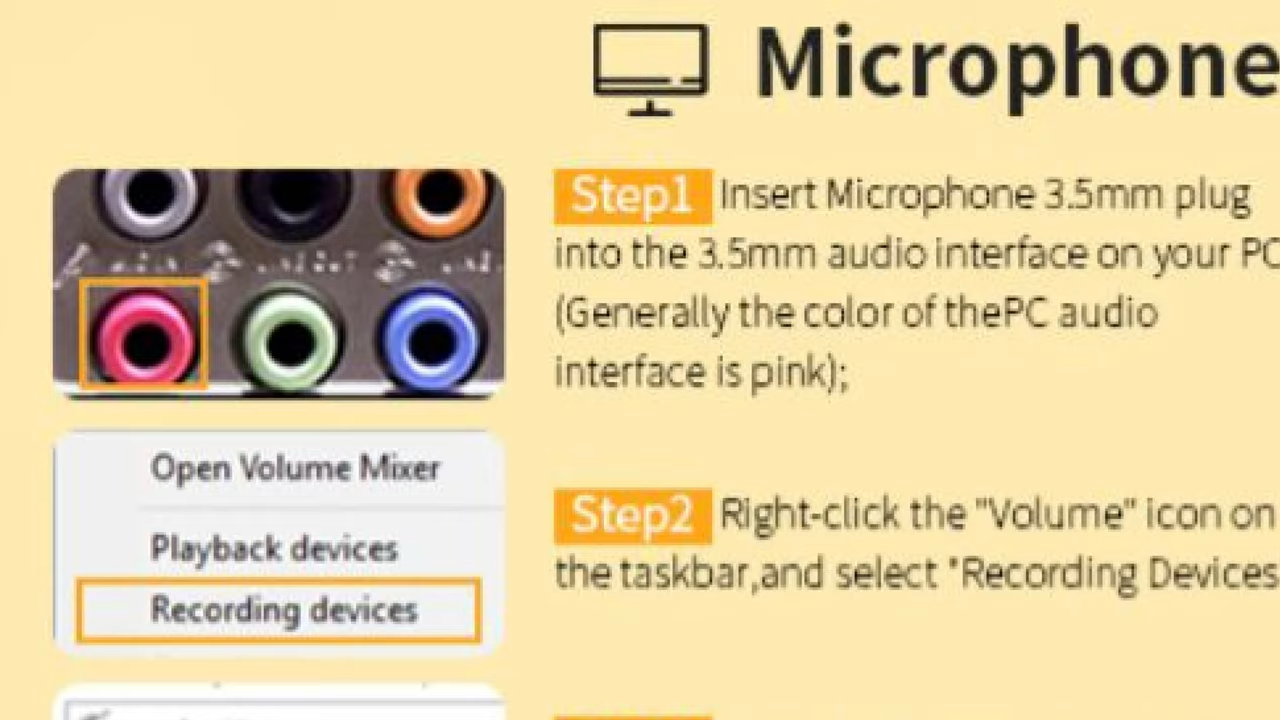 Microphone
Step1 Insert Microphone 3.5mm plug
into the 3.5mm audio interface on your PC
(Generally the color of thePC audio
interface is pink);
Open Volume Mixer
Playback devices
Recording devices
Step2 Right-click the "Volume" icon on
the taskbar,and select "Recording Devices